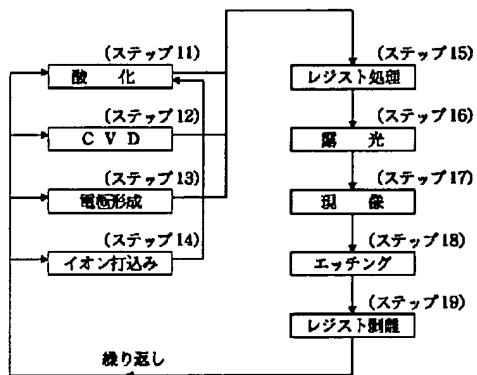 (ステップ11)
酸 化
(ステップ12)
C V D
(ステップ13)
電極形成
(ステップ14)
イオン打込み
(ステップ15)
レジスト処理
(ステップ16)
露 光
(ステップ17)
現 像
(ステップ18)
エッチング
(ステップ19)
レジスト剥離
繰り返し